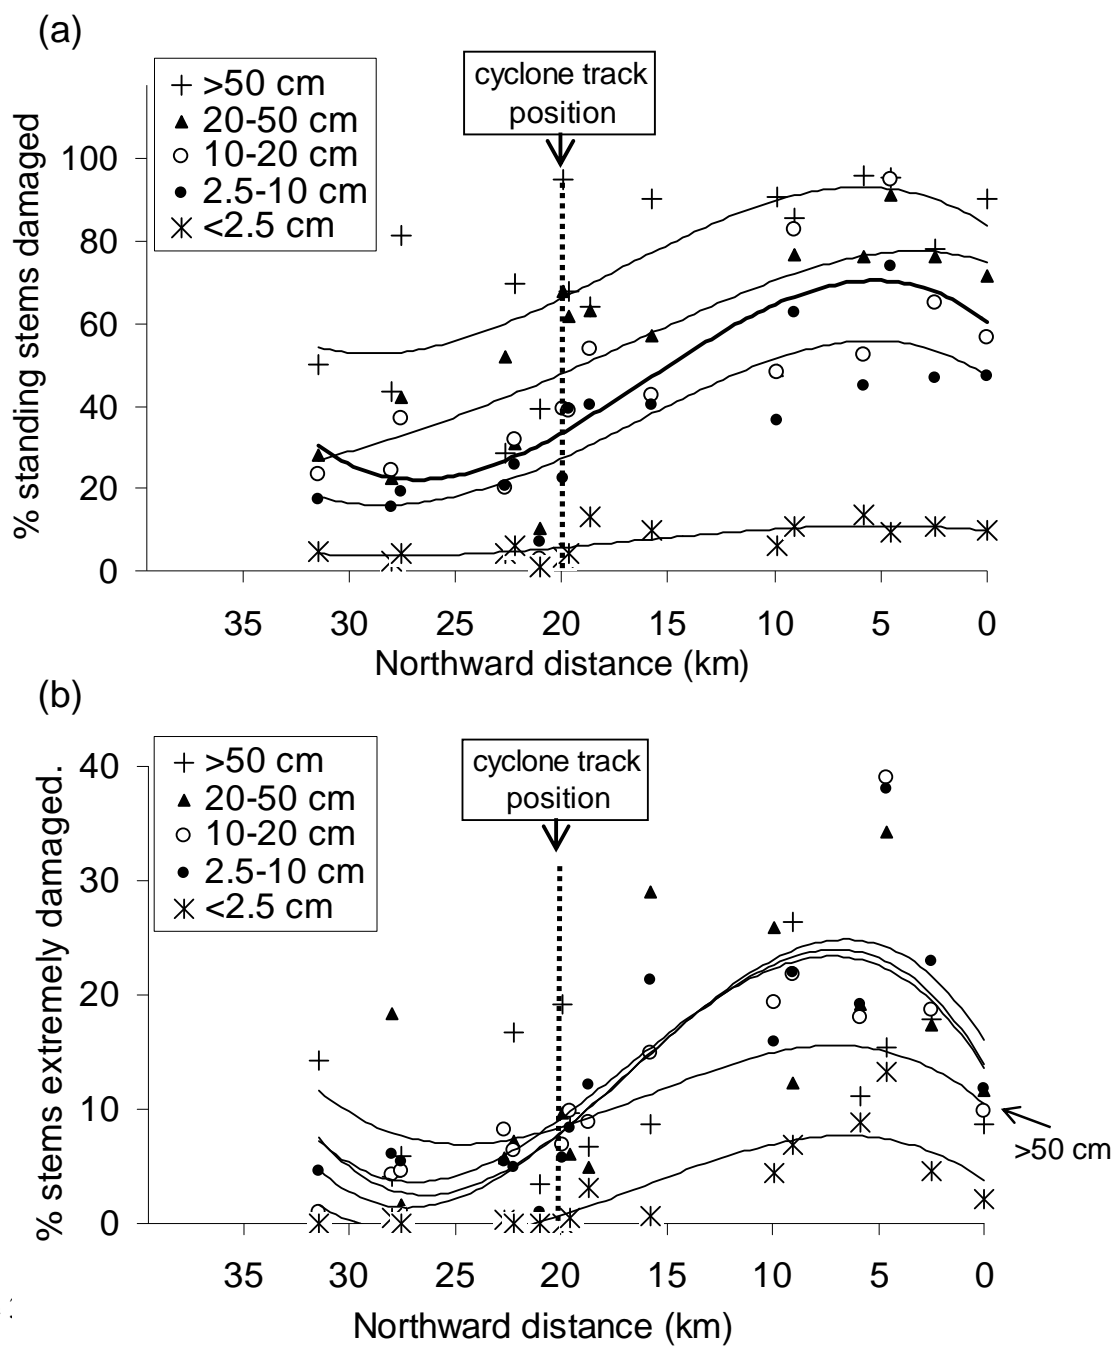 (a)
>50 cm
20-50 cm
10-20 cm
2.5-10 cm
<2.5 cm
cyclone track
position
% standing stems damaged
100
80
60
40
20
0
35 30 25 20 15 10 5 0
Northward distance (km)
(b)
>50 cm
20-50 cm
10-20 cm
2.5-10 cm
<2.5 cm
cyclone track
position
% stems extremely damaged.
40
30
20
10
0
>50 cm
35 30 25 20 15 10 5 0
Northward distance (km)